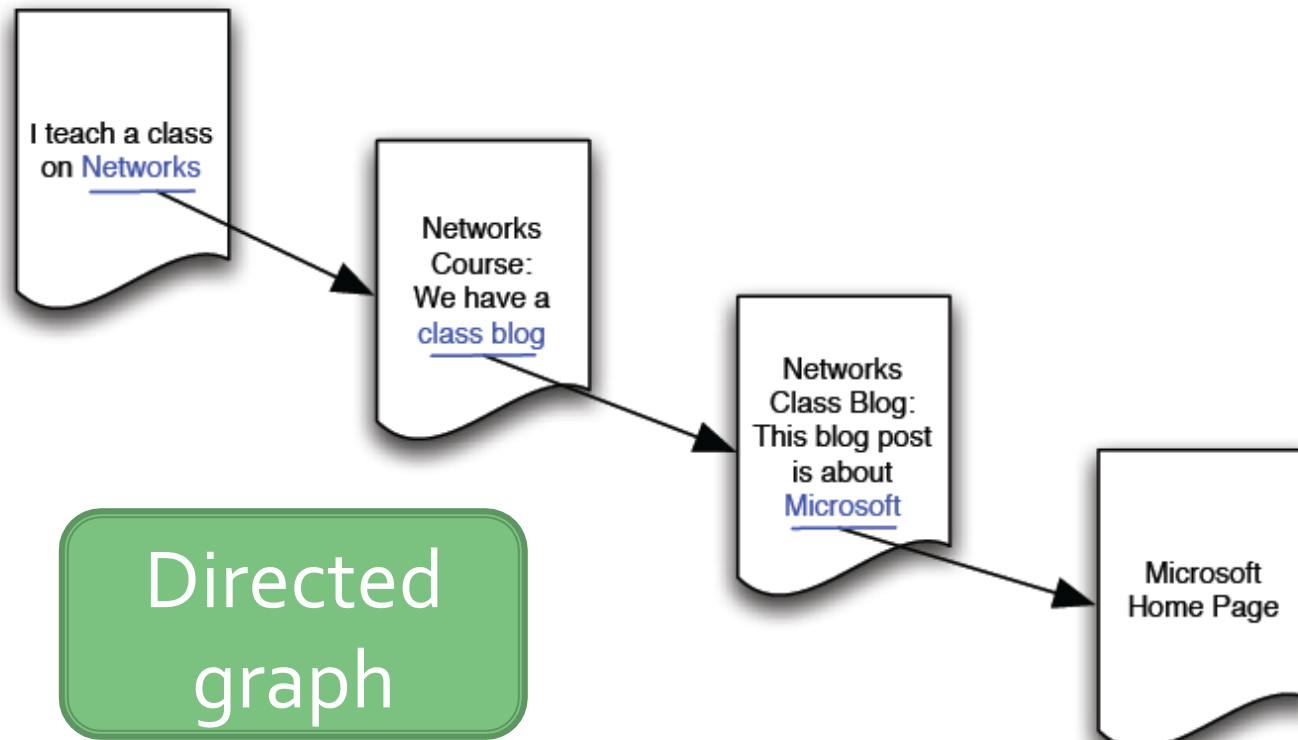 I teach a class
on Networks
Networks
Course:
We have a
class blog
Networks
Class Blog:
This blog post
is about
Microsoft
Microsoft
Home Page
Directed
graph